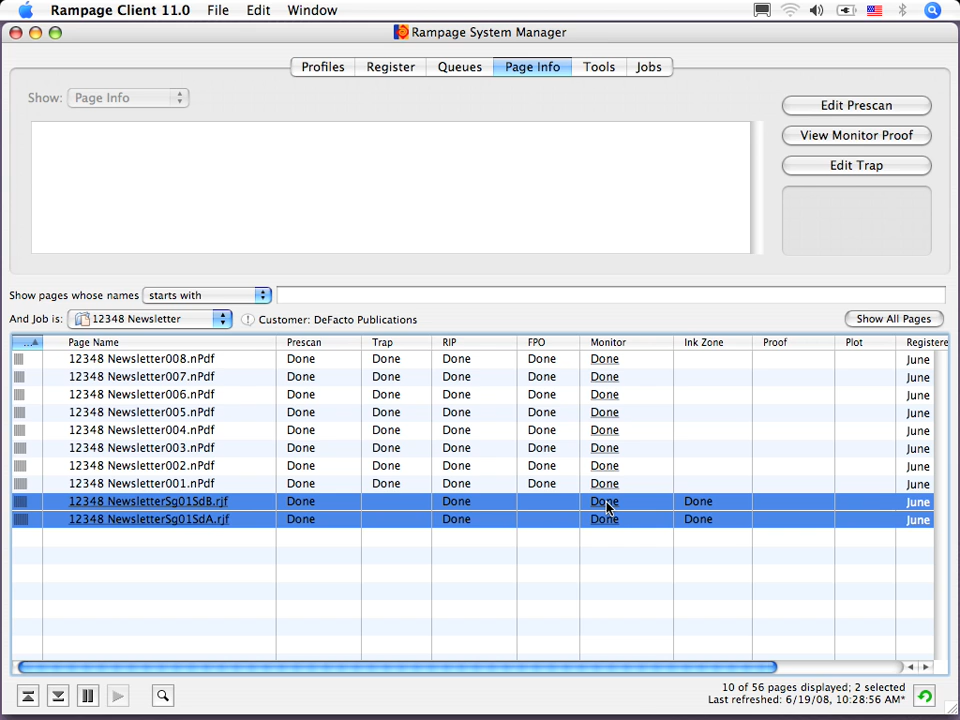 Rampage Client 11.0 File Edit Window
Rampage System Manager
Profiles Register Queues Page Info Tools Jobs
Show: Page Info
Edit Prescan
View Monitor Proof
Edit Trap
Show pages whose names starts with
And Job is: 12348 Newsletter Customer: DeFacto Publications Show All Pages
... Page Name Prescan Trap RIP FPO Monitor Ink Zone Proof Plot Registere
12348 Newsletter008.nPdf Done Done Done Done Done June
12348 Newsletter007.nPdf Done Done Done Done Done June
12348 Newsletter006.nPdf Done Done Done Done Done June
12348 Newsletter005.nPdf Done Done Done Done Done June
12348 Newsletter004.nPdf Done Done Done Done Done June
12348 Newsletter003.nPdf Done Done Done Done Done June
12348 Newsletter002.nPdf Done Done Done Done Done June
12348 Newsletter001.nPdf Done Done Done Done Done June
12348 NewsletterSg01SdB.rjf Done Done Done Done June
12348 NewsletterSg01SdA.rjf Done Done Done Done June
10 of 56 pages displayed; 2 selected
Last refreshed: 6/19/08, 10:28:56 AM*